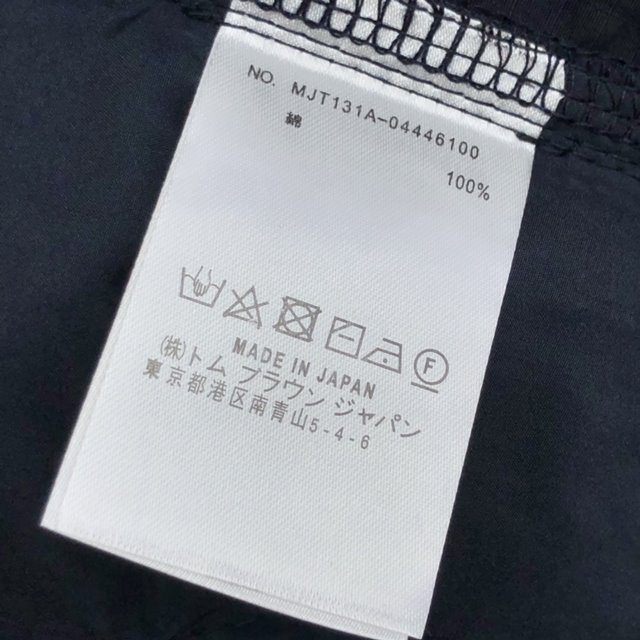 NO. MJT131A-04446100
綿
100%
F
MADE IN JAPAN
(株)トム ブラウン ジャパン
東京都港区南青山5-4-6